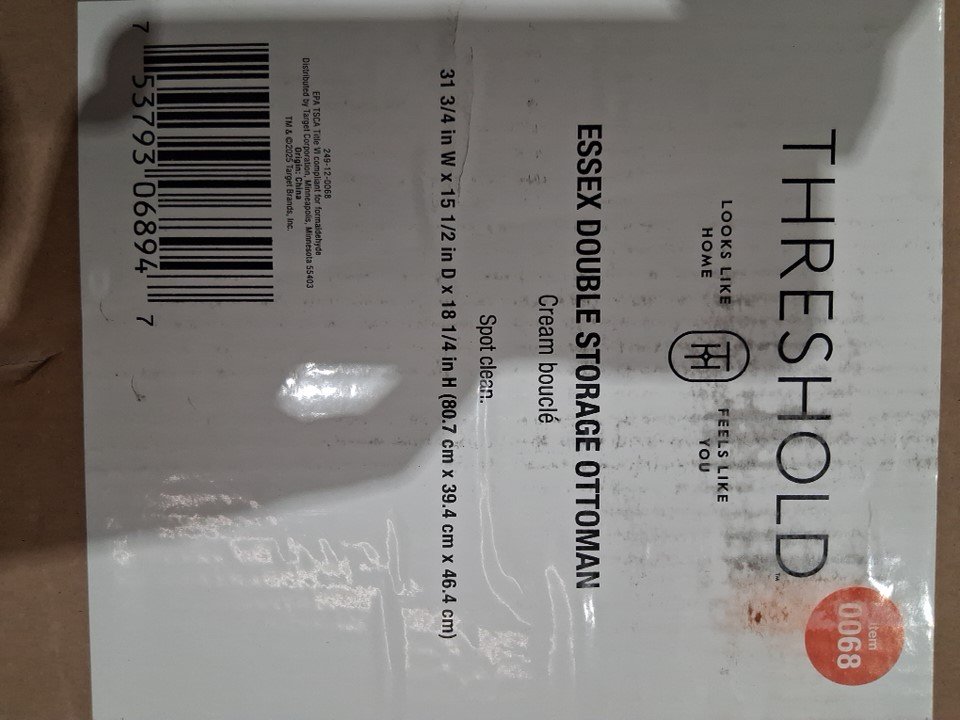 THRESHOLD™
item
0068
LOOKS LIKE
HOME
TH
FEELS LIKE
YOU
ESSEX DOUBLE STORAGE OTTOMAN
Cream bouclé
Spot clean.
31 3/4 in W x 15 1/2 in D x 18 1/4 in H (80.7 cm x 39.4 cm x 46.4 cm)
249-12-0068
EPA TSCA Title VI compliant for formaldehyde
Distributed by Target Corporation, Minneapolis, Minnesota 55403
Origin: China
TM & ©2025 Target Brands, Inc.
7 53793 06894 7